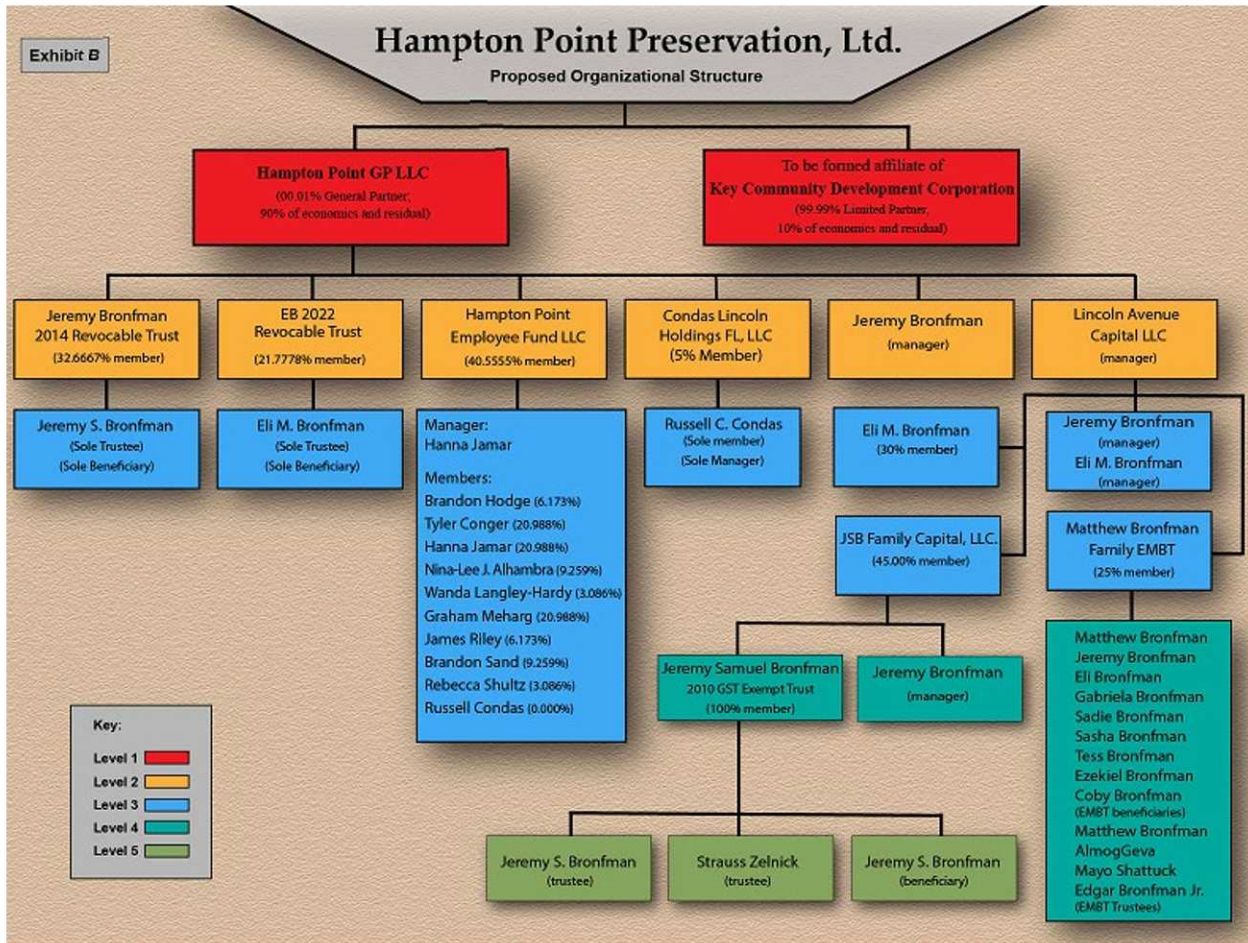 Exhibit B
Hampton Point Preservation, Ltd.
Proposed Organizational Structure
Hampton Point GP LLC
(00.01% General Partner,
90% of economics and residual)
To be formed affiliate of
Key Community Development Corporation
(99.99% Limited Partner,
10% of economics and residual)
Jeremy Bronfman
2014 Revocable Trust
(32.6667% member)
EB 2022
Revocable Trust
(21.7778% member)
Hampton Point
Employee Fund LLC
(40.5555% member)
Condas Lincoln
Holdings FL, LLC
(5% Member)
Jeremy Bronfman
(manager)
Lincoln Avenue
Capital LLC
(manager)
Jeremy S. Bronfman
(Sole Trustee)
(Sole Beneficiary)
Eli M. Bronfman
(Sole Trustee)
(Sole Beneficiary)
Manager:
Hanna Jamar
Members:
Brandon Hodge (6.173%)
Tyler Conger (20.988%)
Hanna Jamar (20.988%)
Nina-Lee J. Alhambra (9.259%)
Wanda Langley-Hardy (3.086%)
Graham Meharg (20.988%)
James Riley (6.173%)
Brandon Sand (9.259%)
Rebecca Shultz (3.086%)
Russell Condas (0.000%)
Russell C. Condas
(Sole member)
(Sole Manager)
Eli M. Bronfman
(30% member)
Jeremy Bronfman
(manager)
Eli M. Bronfman
(manager)
JSB Family Capital, LLC.
(45.00% member)
Matthew Bronfman
Family EMBT
(25% member)
Jeremy Samuel Bronfman
2010 GST Exempt Trust
(100% member)
Jeremy Bronfman
(manager)
Matthew Bronfman
Jeremy Bronfman
Eli Bronfman
Gabriela Bronfman
Sadie Bronfman
Sasha Bronfman
Tess Bronfman
Ezekiel Bronfman
Coby Bronfman
(EMBT beneficiaries)
Matthew Bronfman
AlmogGeva
Mayo Shattuck
Edgar Bronfman Jr.
(EMBT Trustees)
Jeremy S. Bronfman
(trustee)
Strauss Zelnick
(trustee)
Jeremy S. Bronfman
(beneficiary)
Key:
Level 1
Level 2
Level 3
Level 4
Level 5